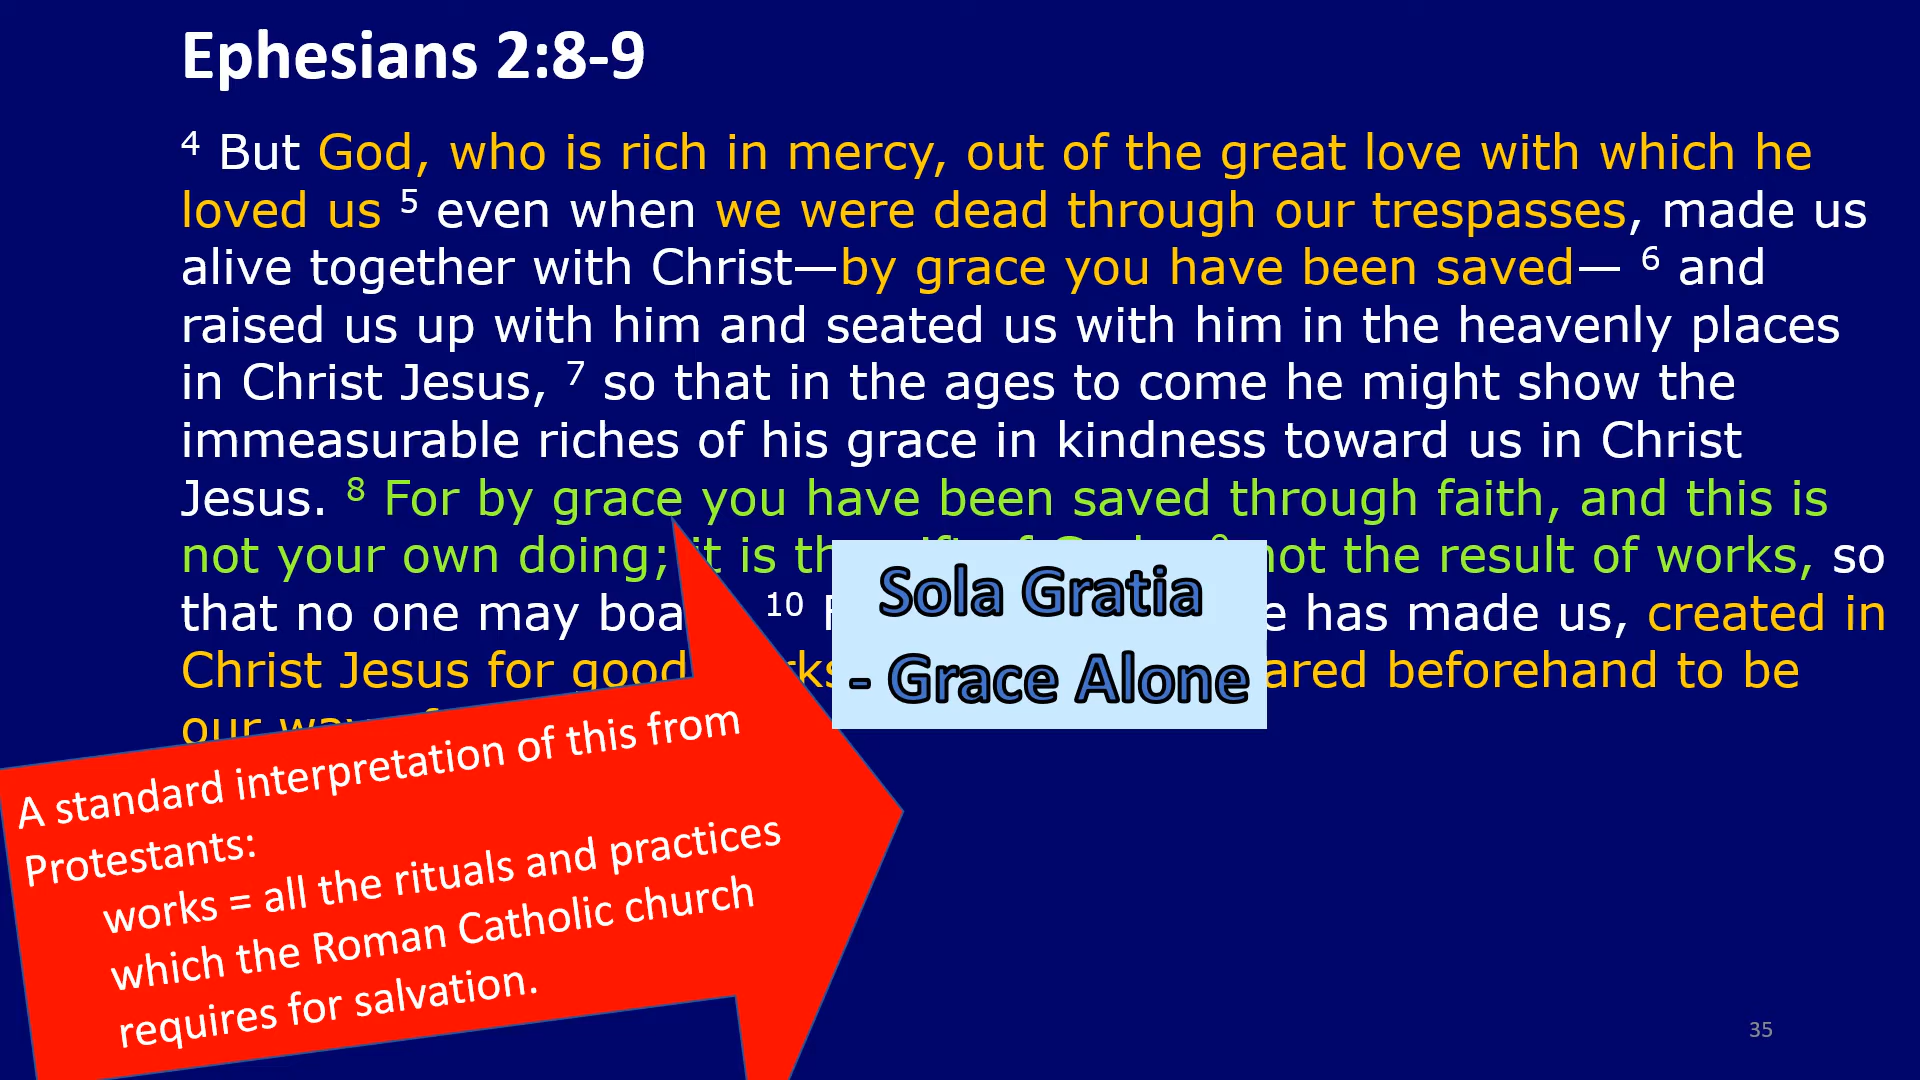 Ephesians 2:8-9
4 But God, who is rich in mercy, out of the great love with which he
loved us 5 even when we were dead through our trespasses, made us
alive together with Christ—by grace you have been saved— 6 and
raised us up with him and seated us with him in the heavenly places
in Christ Jesus, 7 so that in the ages to come he might show the
immeasurable riches of his grace in kindness toward us in Christ
Jesus. 8 For by grace you have been saved through faith, and this is
not your own doing; it is not the result of works, so
that no one may 10 has made us, created in
Christ Jesus for good beforehand to be
our
Sola Gratia
- Grace Alone
A standard interpretation of this from
Protestants:
works = all the rituals and practices
which the Roman Catholic church
requires for salvation.
35